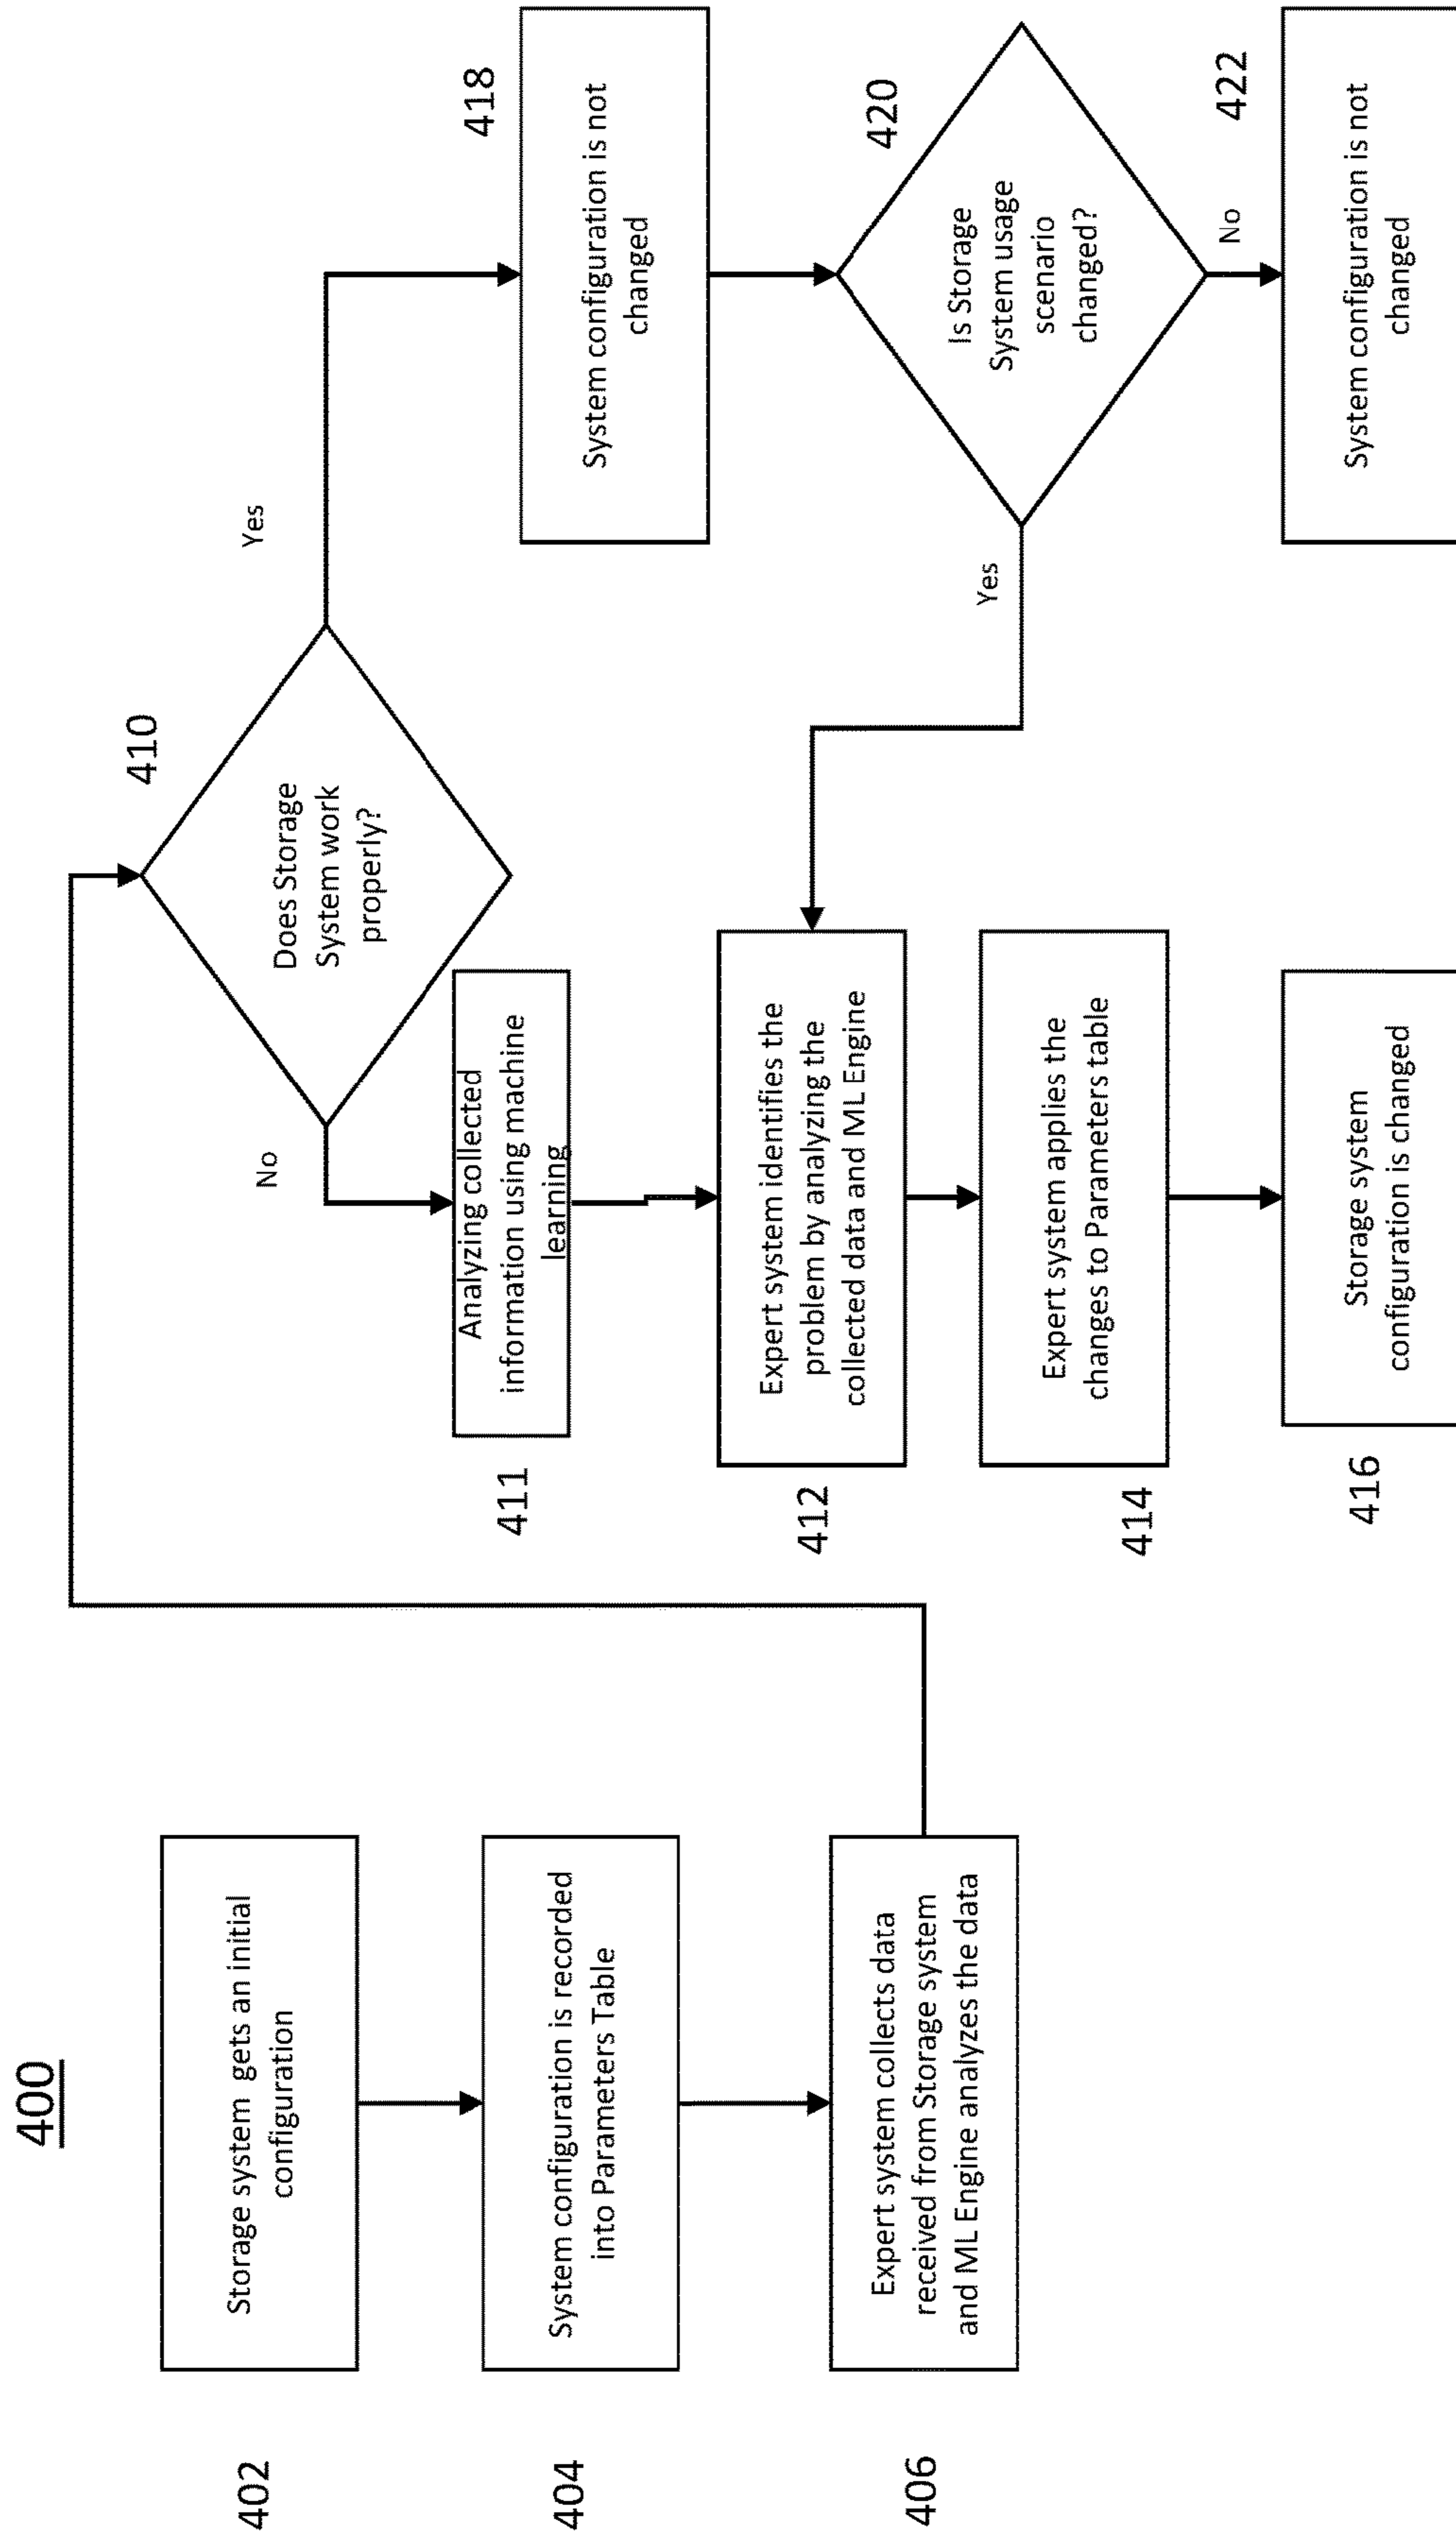 400
402
Storage system gets an initial
configuration
404
System configuration is recorded
into Parameters Table
406
Expert system collects data
received from Storage system
and ML Engine analyzes the data
410
Does Storage
System work
properly?
No
Yes
411
Analyzing collected
information using machine
learning
412
Expert system identifies the
problem by analyzing the
collected data and ML Engine
414
Expert system applies the
changes to Parameters table
416
Storage system
configuration is changed
418
System configuration is not
changed
420
Is Storage
System usage
scenario
changed?
Yes
No
422
System configuration is not
changed